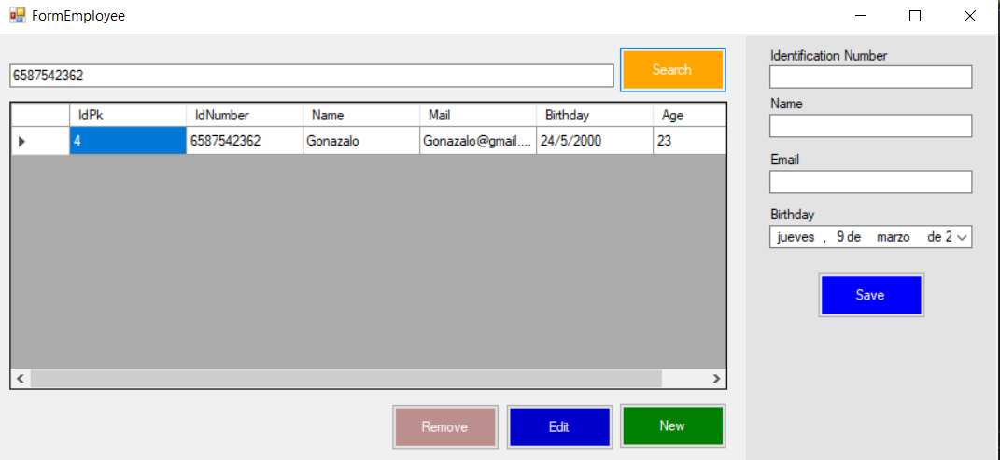 FormEmployee
6587542362
Search
IdPk IdNumber Name Mail Birthday Age
4 6587542362 Gonazalo Gonazalo@gmail.... 24/5/2000 23
Remove Edit New
Identification Number
Name
Email
Birthday
jueves , 9 de marzo de 2
Save